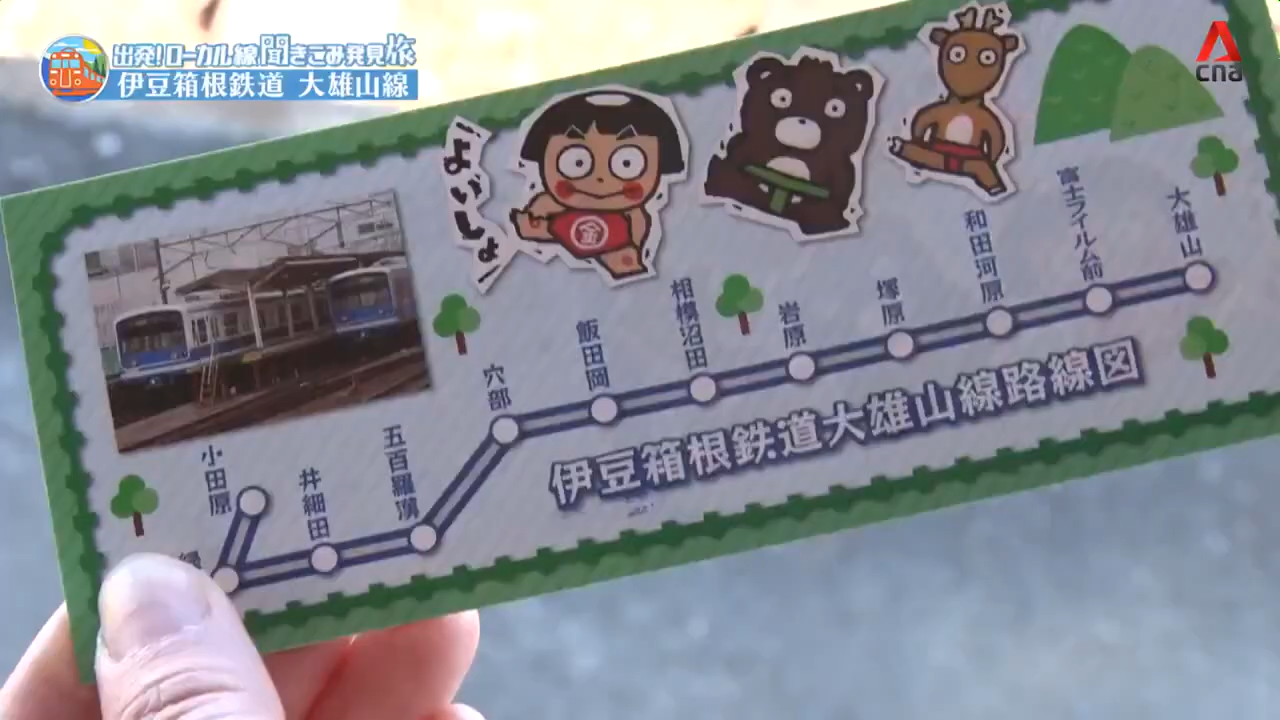 出発!ローカル線聞きこみ発見旅
伊豆箱根鉄道 大雄山線
cna
よいしょ
金
小田原
緑
井細田
五百羅漢
穴部
飯田岡
相模沼田
岩原
塚原
和田河原
富士フイルム前
大雄山
伊豆箱根鉄道大雄山線路線図